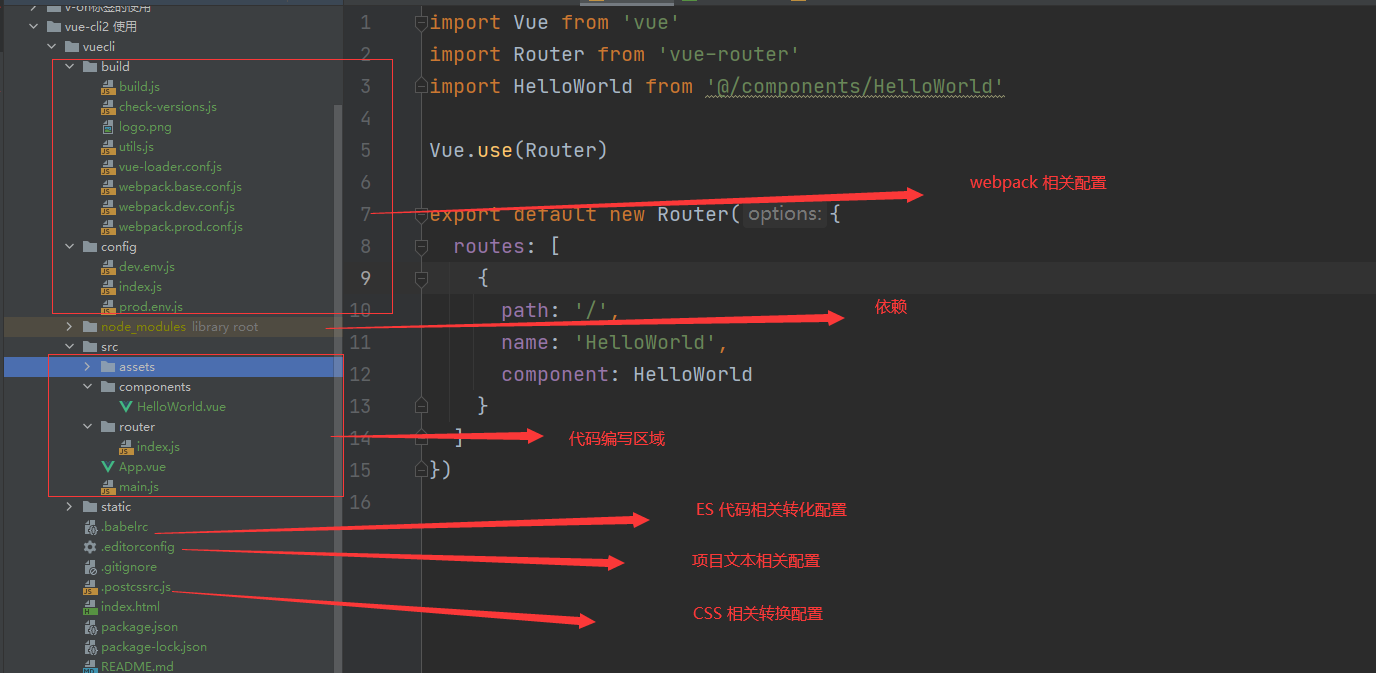 v-on标签的使用
vue-cli2 使用
vuecli
build
build.js
check-versions.js
logo.png
utils.js
vue-loader.conf.js
webpack.base.conf.js
webpack.dev.conf.js
webpack.prod.conf.js
config
dev.env.js
index.js
prod.env.js
node_modules library root
src
assets
components
HelloWorld.vue
router
index.js
App.vue
main.js
static
.babelrc
.editorconfig
.gitignore
.postcssrc.js
index.html
package.json
package-lock.json
README.md
1 import Vue from 'vue'
2 import Router from 'vue-router'
3 import HelloWorld from '@/components/HelloWorld'
4
5 Vue.use(Router)
6
7 export default new Router( options: {
8 routes: [
9 {
10 path: '/',
11 name: 'HelloWorld',
12 component: HelloWorld
13 }
14 ]
15 })
16
webpack 相关配置
依赖
代码编写区域
ES 代码相关转化配置
项目文本相关配置
CSS 相关转换配置